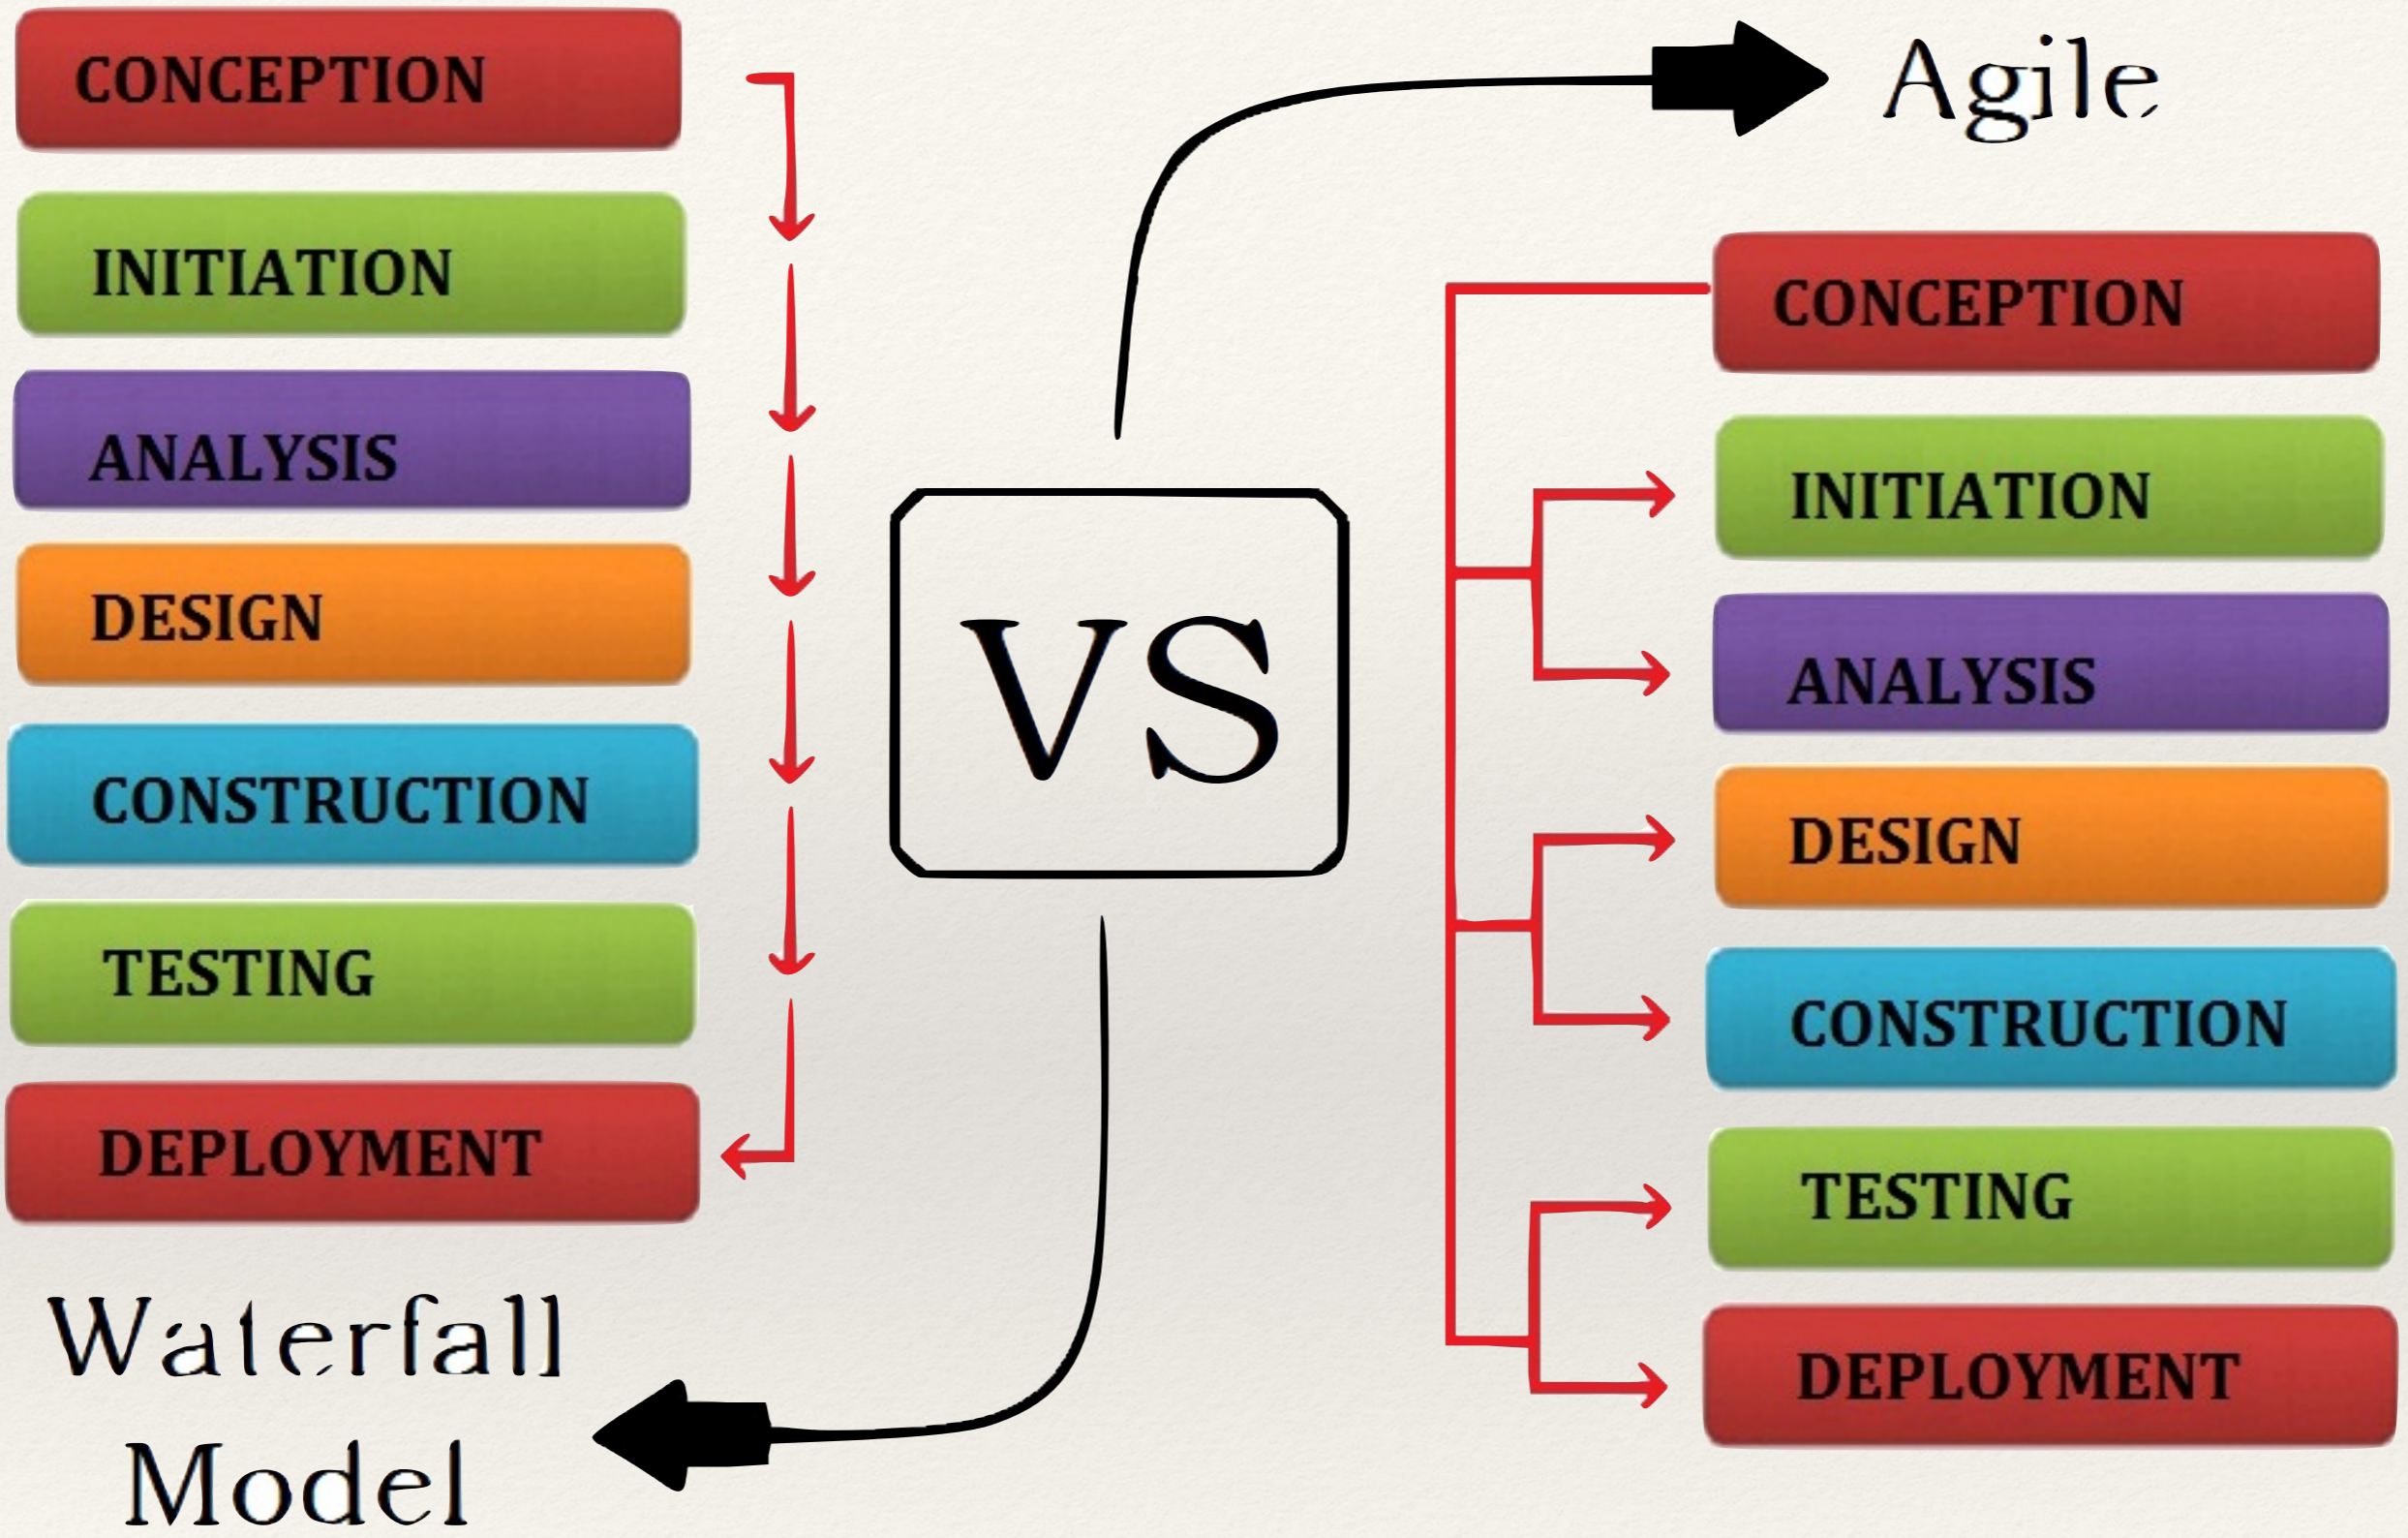 CONCEPTION
INITIATION
ANALYSIS
DESIGN
CONSTRUCTION
TESTING
DEPLOYMENT
Waterfall
Model
VS
Agile
CONCEPTION
INITIATION
ANALYSIS
DESIGN
CONSTRUCTION
TESTING
DEPLOYMENT